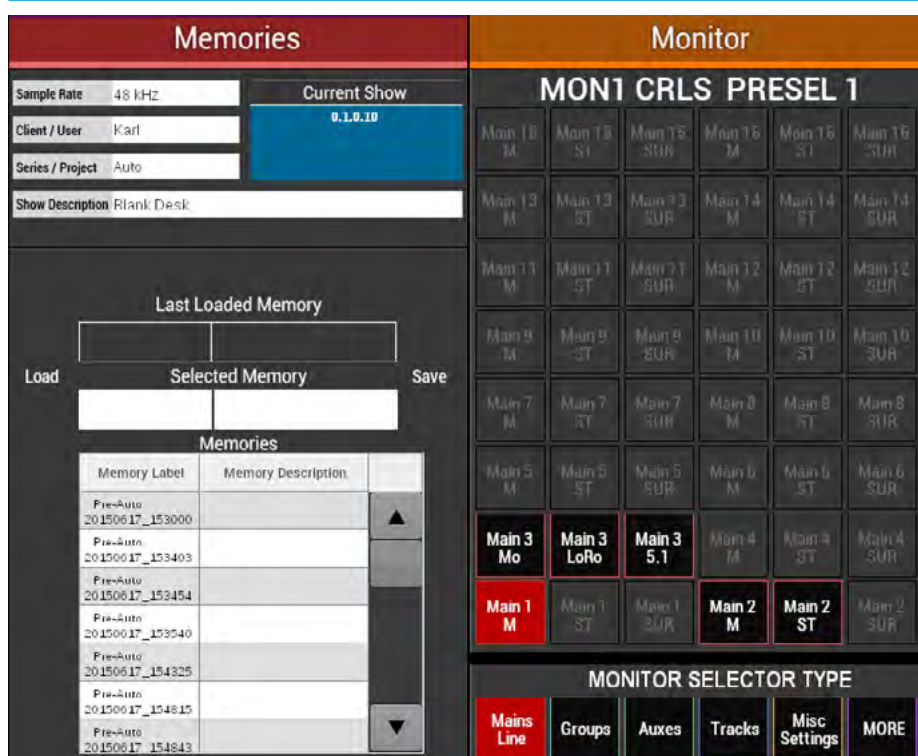 Memories
Sample Rate 48 kHz
Current Show
0.1.0.10
Client / User Karl
Series / Project Auto
Show Description Blank Desk
Last Loaded Memory
Load Selected Memory Save
Memories
Memory Label Memory Description
Pre-Auto
20150617_153000
Pre-Auto
20150617_153403
Pre-Auto
20150617_153454
Pre-Auto
20150617_153540
Pre-Auto
20150617_154325
Pre-Auto
20150617_154815
Pre-Auto
20150617_154843
Monitor
MON1 CRLS PRESEL 1
Main 15 Main 15 Main 15 Main 16 Main 16 Main 16
M ST SUR M ST SUR
Main 13 Main 13 Main 13 Main 14 Main 14 Main 14
M ST SUR M ST SUR
Main 11 Main 11 Main 11 Main 12 Main 12 Main 12
M ST SUR M ST SUR
Main 9 Main 9 Main 9 Main 10 Main 10 Main 10
M ST SUR M ST SUR
Main 7 Main 7 Main 7 Main 8 Main 8 Main 8
M ST SUR M ST SUR
Main 5 Main 5 Main 5 Main 6 Main 6 Main 6
M ST SUR M ST SUR
Main 3 Main 3 Main 3 Main 4 Main 4 Main 4
Mo LoRo 5.1 M ST SUR
Main 1 Main 1 Main 1 Main 2 Main 2 Main 2
M ST SUR M ST SUR
MONITOR SELECTOR TYPE
Mains Line Groups Auxes Tracks Misc Settings MORE